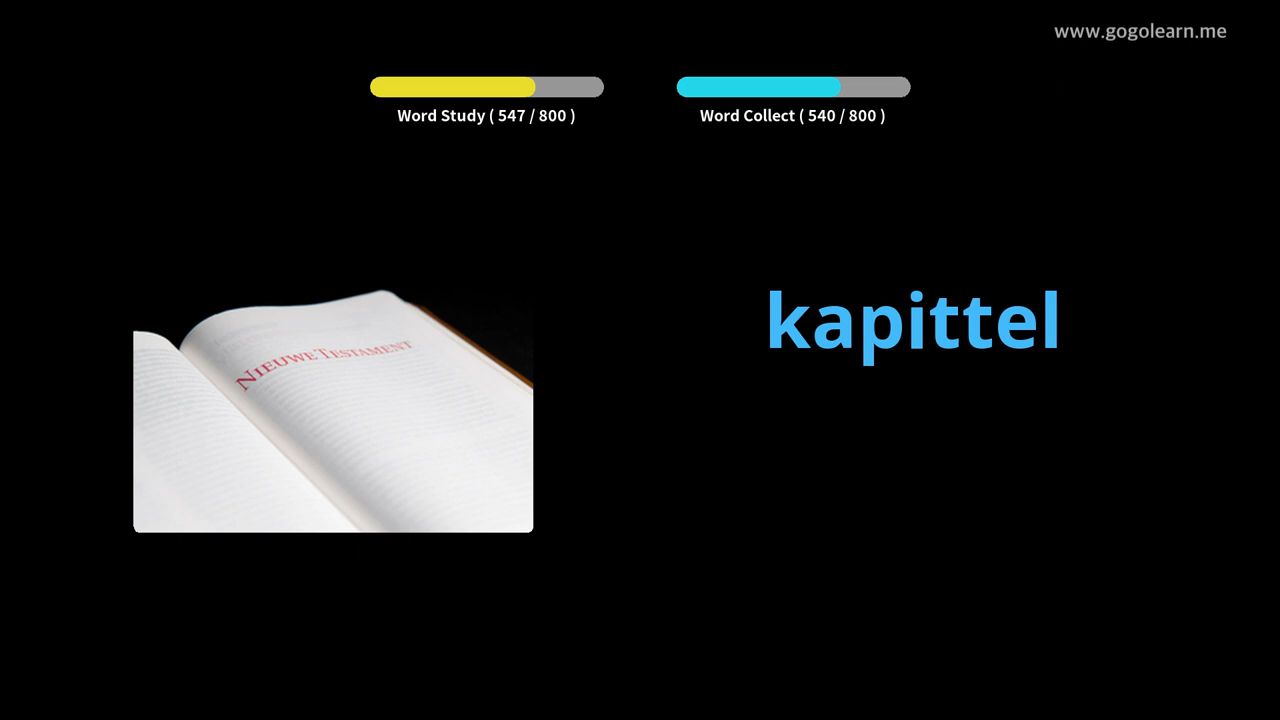 www.gogolearn.me
Word Study ( 547 / 800 )
Word Collect ( 540 / 800 )
kapittel
NIEUWE TESTAMENT